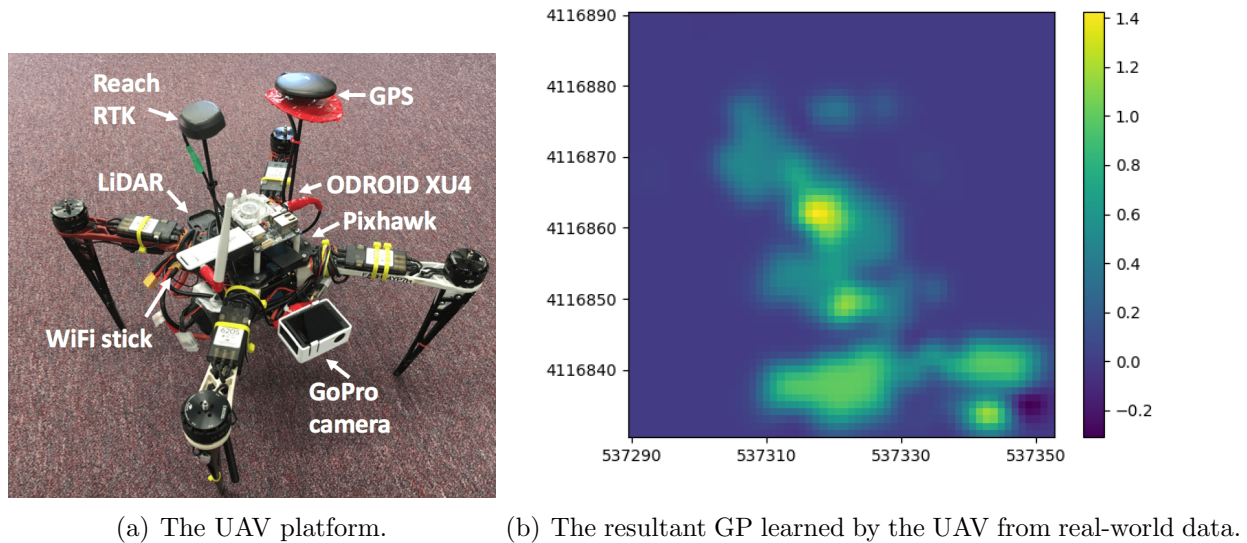 Reach
RTK
GPS
LiDAR
ODROID XU4
Pixhawk
WiFi stick
GoPro
camera
(a) The UAV platform.
4116890
4116880
4116870
4116860
4116850
4116840
537290
537310
537330
537350
1.4
1.2
1.0
0.8
0.6
0.4
0.2
0.0
−0.2
(b) The resultant GP learned by the UAV from real-world data.